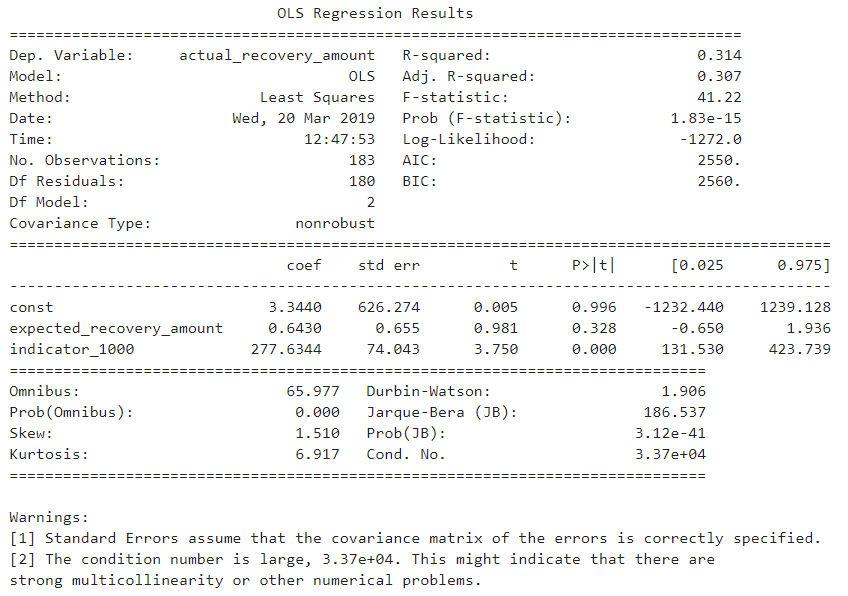 OLS Regression Results
==============================================================================
Dep. Variable: actual_recovery_amount R-squared: 0.314
Model: OLS Adj. R-squared: 0.307
Method: Least Squares F-statistic: 41.22
Date: Wed, 20 Mar 2019 Prob (F-statistic): 1.83e-15
Time: 12:47:53 Log-Likelihood: -1272.0
No. Observations: 183 AIC: 2550.
Df Residuals: 180 BIC: 2560.
Df Model: 2
Covariance Type: nonrobust
============================================================================================
coef std err t P>|t| [0.025 0.975]
--------------------------------------------------------------------------------------------
const 3.3440 626.274 0.005 0.996 -1232.440 1239.128
expected_recovery_amount 0.6430 0.655 0.981 0.328 -0.650 1.936
indicator_1000 277.6344 74.043 3.750 0.000 131.530 423.739
==============================================================================
Omnibus: 65.977 Durbin-Watson: 1.906
Prob(Omnibus): 0.000 Jarque-Bera (JB): 186.537
Skew: 1.510 Prob(JB): 3.12e-41
Kurtosis: 6.917 Cond. No. 3.37e+04
==============================================================================
Warnings:
[1] Standard Errors assume that the covariance matrix of the errors is correctly specified.
[2] The condition number is large, 3.37e+04. This might indicate that there are
strong multicollinearity or other numerical problems.